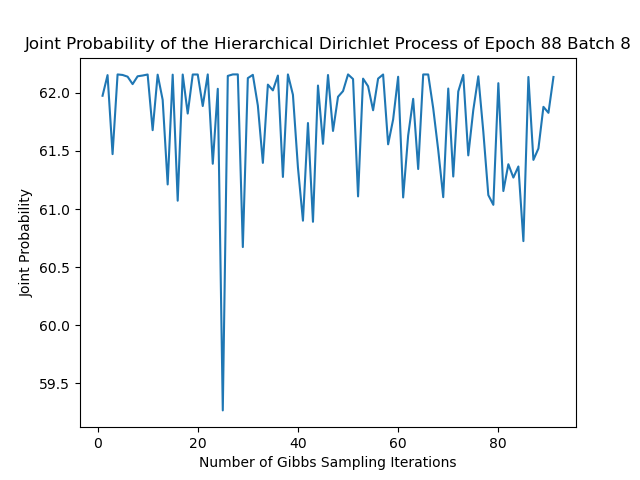 Joint Probability of the Hierarchical Dirichlet Process of Epoch 88 Batch 8
62.0
61.5
61.0
60.5
60.0
59.5
Joint Probability
0 20 40 60 80
Number of Gibbs Sampling Iterations